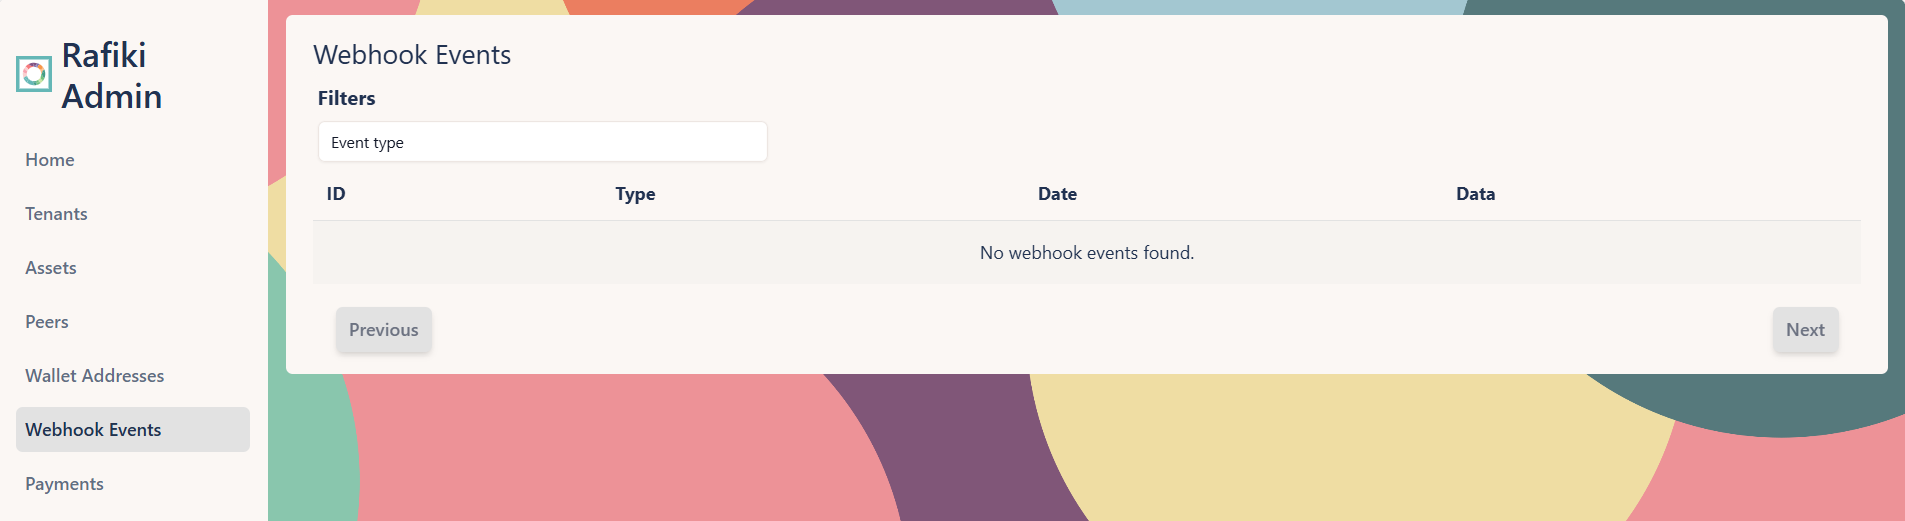 Rafiki
Admin
Home
Tenants
Assets
Peers
Wallet Addresses
Webhook Events
Payments
Webhook Events
Filters
Event type
ID Type Date Data
No webhook events found.
Previous Next